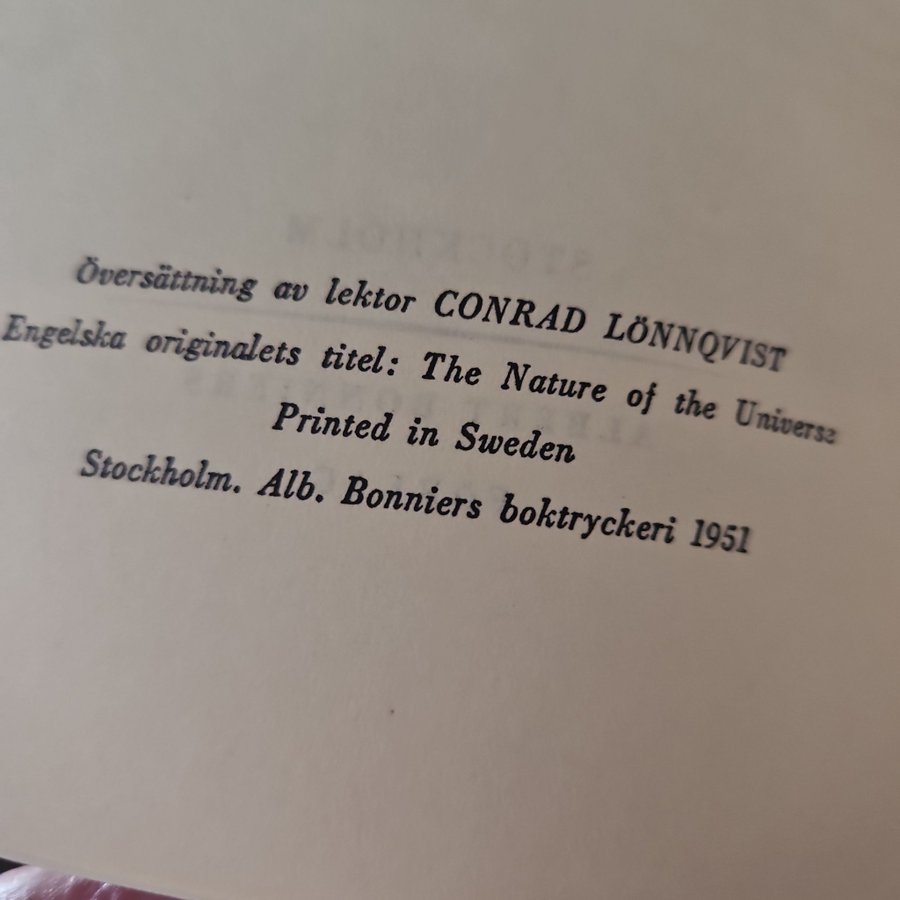 Översättning av lektor CONRAD LÖNNQVIST
Engelska originalets titel: The Nature of the Universe
Printed in Sweden
Stockholm. Alb. Bonniers boktryckeri 1951